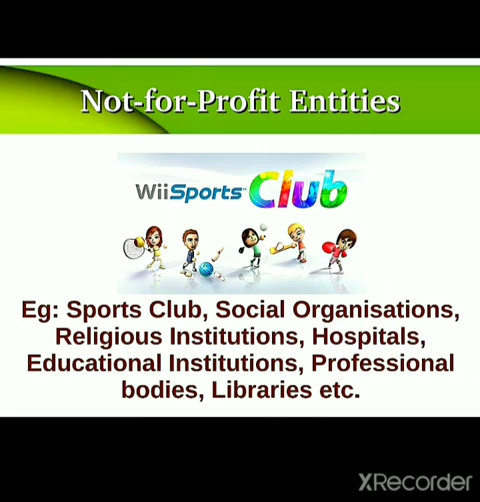 Not-for-Profit Entities
WiiSports™ Club
Eg: Sports Club, Social Organisations,
Religious Institutions, Hospitals,
Educational Institutions, Professional
bodies, Libraries etc.
XRecorder